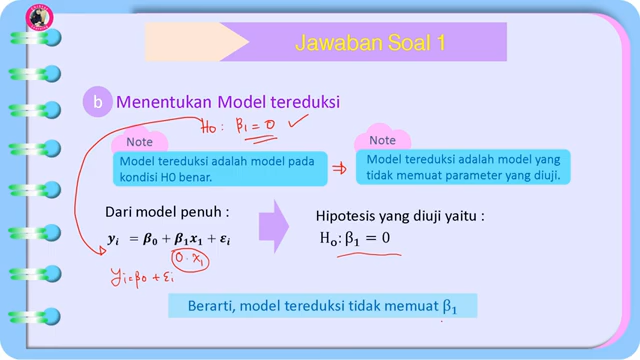 Jawaban Soal 1
b Menentukan Model tereduksi
H0 : β1 = 0 ✓
Note
Model tereduksi adalah model pada
kondisi H0 benar.
⇒
Note
Model tereduksi adalah model yang
tidak memuat parameter yang diuji.
Dari model penuh :
yᵢ = β₀ + β₁x₁ + εᵢ
0 · x₁
yᵢ = β₀ + εᵢ
Hipotesis yang diuji yaitu :
H₀: β₁ = 0
Berarti, model tereduksi tidak memuat β₁